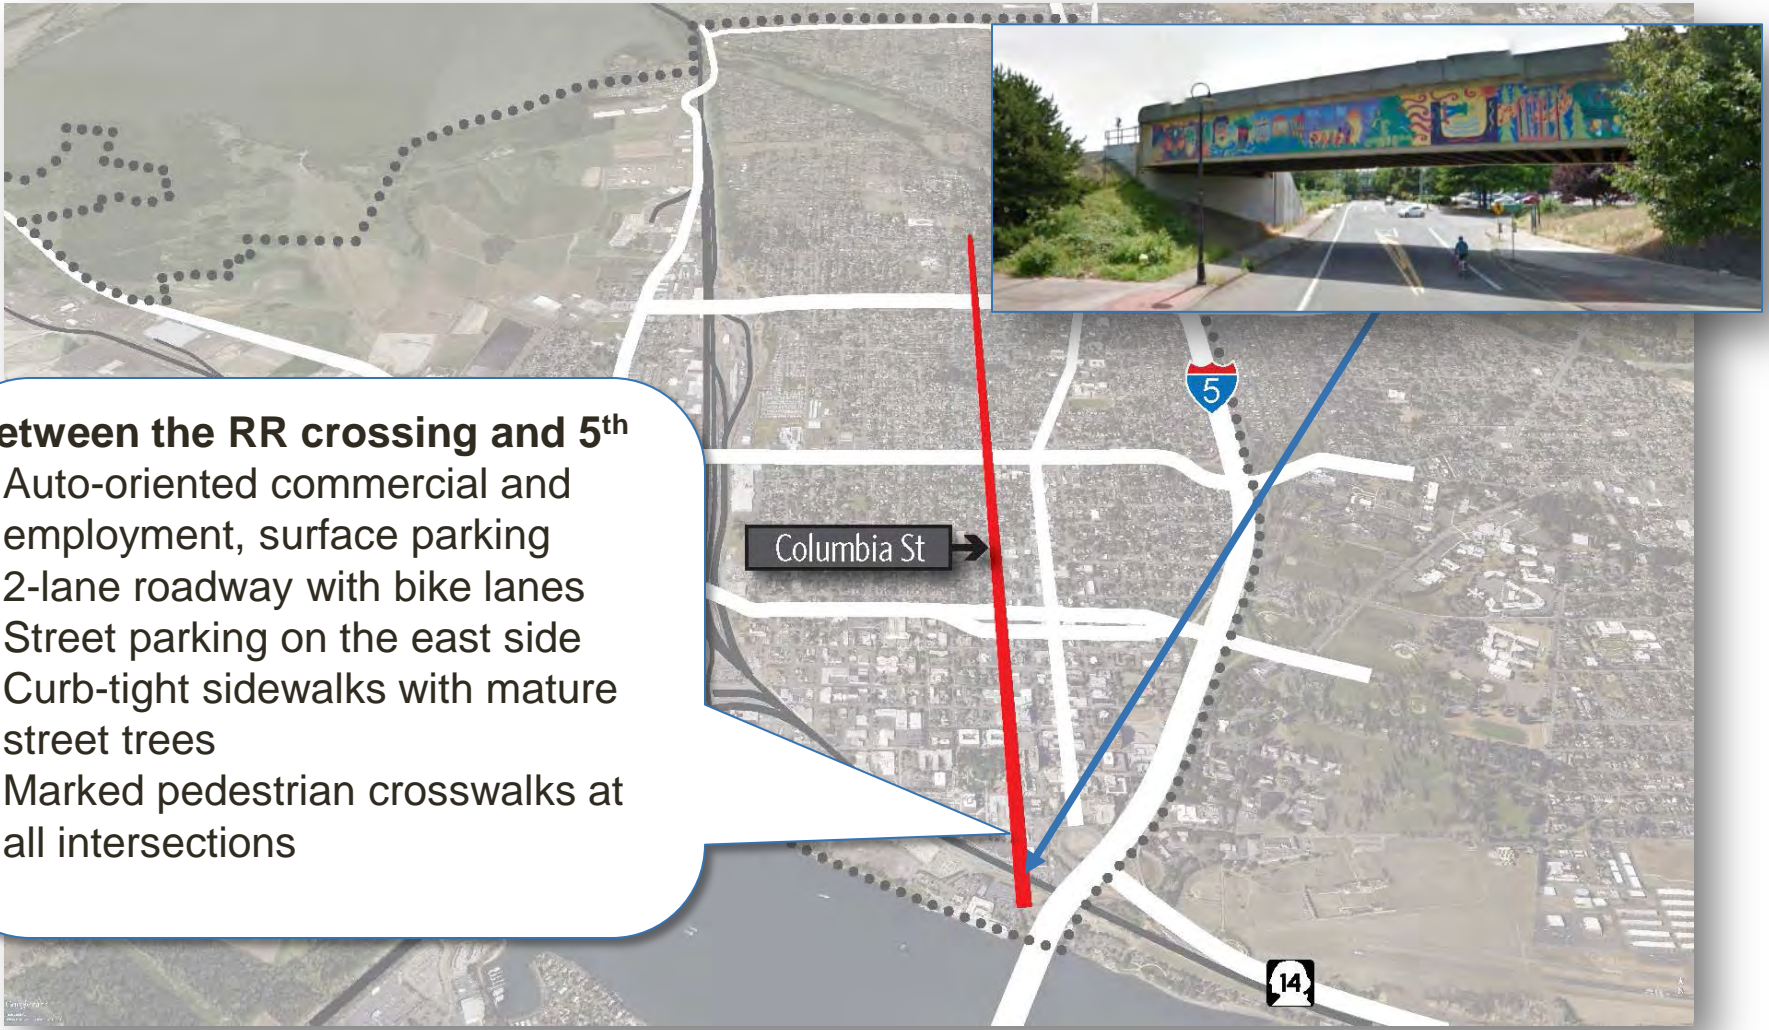 5
etween the RR crossing and 5th
Auto-oriented commercial and
employment, surface parking
2-lane roadway with bike lanes
Street parking on the east side
Curb-tight sidewalks with mature
street trees
Marked pedestrian crosswalks at
all intersections
Columbia St
14